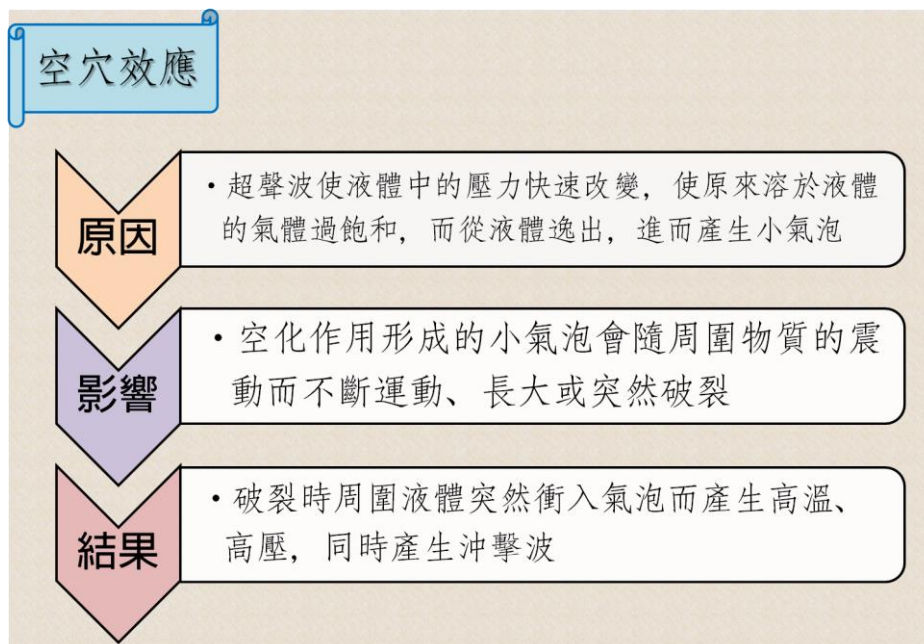 空穴效應
原因
•超聲波使液體中的壓力快速改變，使原來溶於液體
的氣體過飽和，而從液體逸出，進而產生小氣泡
影響
•空化作用形成的小氣泡會隨周圍物質的震
動而不斷運動、長大或突然破裂
結果
•破裂時周圍液體突然衝入氣泡而產生高溫、
高壓，同時產生沖擊波